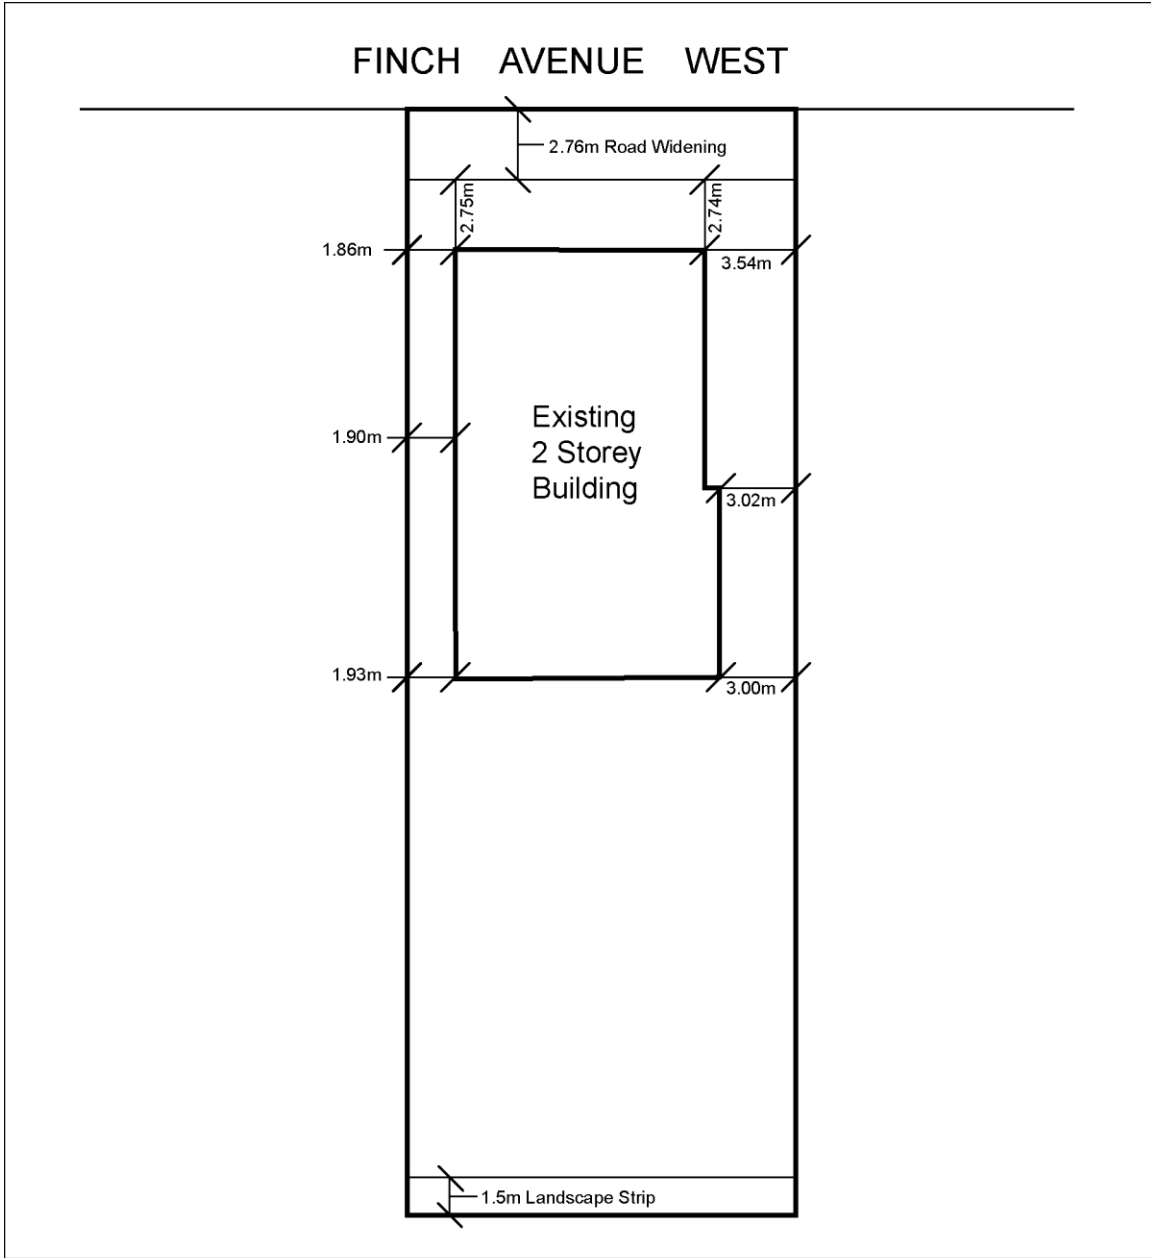 FINCH AVENUE WEST
2.76m Road Widening
2.75m
2.74m
1.86m
3.54m
Existing
2 Storey
Building
1.90m
3.02m
1.93m
3.00m
1.5m Landscape Strip